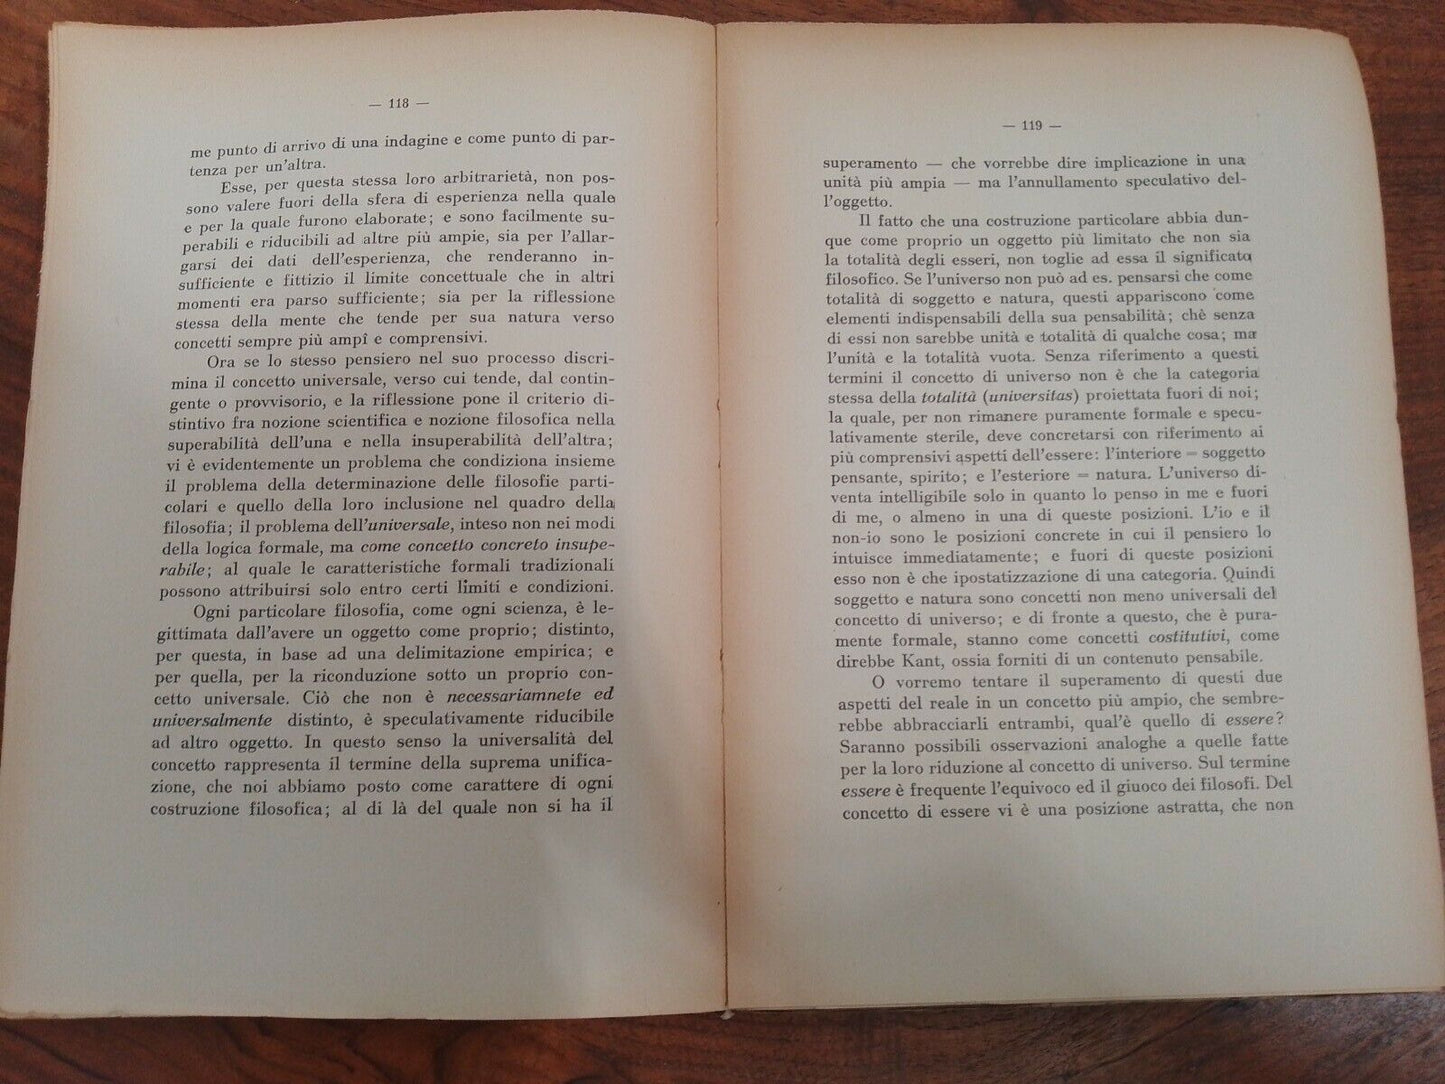 — 118 —
me punto di arrivo di una indagine e come punto di par-
tenza per un'altra.
Esse, per questa stessa loro arbitrarietà, non pos-
sono valere fuori della sfera di esperienza nella quale
e per la quale furono elaborate; e sono facilmente su-
perabili e riducibili ad altre più ampie, sia per l'allar-
garsi dei dati dell'esperienza, che renderanno in-
sufficiente e fittizio il limite concettuale che in altri
momenti era parso sufficiente; sia per la riflessione
stessa della mente che tende per sua natura verso
concetti sempre più ampî e comprensivi.
Ora se lo stesso pensiero nel suo processo discri-
mina il concetto universale, verso cui tende, dal contin-
gente o provvisorio, e la riflessione pone il criterio di-
stintivo fra nozione scientifica e nozione filosofica nella
superabilità dell'una e nella insuperabilità dell'altra;
vi è evidentemente un problema che condiziona insieme
il problema della determinazione delle filosofie parti-
colari e quello della loro inclusione nel quadro della
filosofia; il problema dell'universale, inteso non nei modi
della logica formale, ma come concetto concreto insupe-
rabile; al quale le caratteristiche formali tradizionali
possono attribuirsi solo entro certi limiti e condizioni.
Ogni particolare filosofia, come ogni scienza, è le-
gittimata dall'avere un oggetto come proprio; distinto,
per questa, in base ad una delimitazione empirica; e
per quella, per la riconduzione sotto un proprio con-
cetto universale. Ciò che non è necessariamnete ed
universalmente distinto, è speculativamente riducibile
ad altro oggetto. In questo senso la universalità del
concetto rappresenta il termine della suprema unifica-
zione, che noi abbiamo posto come carattere di ogni
costruzione filosofica; al di là del quale non si ha il
— 119 —
superamento — che vorrebbe dire implicazione in una
unità più ampia — ma l'annullamento speculativo del-
l'oggetto.
Il fatto che una costruzione particolare abbia dun-
que come proprio un oggetto più limitato che non sia
la totalità degli esseri, non toglie ad essa il significato
filosofico. Se l'universo non può ad es. pensarsi che come
totalità di soggetto e natura, questi appariscono come
elementi indispensabili della sua pensabilità; chè senza
di essi non sarebbe unità e totalità di qualche cosa; ma
l'unità e la totalità vuota. Senza riferimento a questi
termini il concetto di universo non è che la categoria
stessa della totalità (universitas) proiettata fuori di noi;
la quale, per non rimanere puramente formale e specu-
lativamente sterile, deve concretarsi con riferimento ai
più comprensivi aspetti dell'essere: l'interiore = soggetto
pensante, spirito; e l'esteriore = natura. L'universo di-
venta intelligibile solo in quanto lo penso in me e fuori
di me, o almeno in una di queste posizioni. L'io e il
non-io sono le posizioni concrete in cui il pensiero lo
intuisce immediatamente; e fuori di queste posizioni
esso non è che ipostatizzazione di una categoria. Quindi
soggetto e natura sono concetti non meno universali del
concetto di universo; e di fronte a questo, che è pura-
mente formale, stanno come concetti costitutivi, come
direbbe Kant, ossia forniti di un contenuto pensabile.
O vorremo tentare il superamento di questi due
aspetti del reale in un concetto più ampio, che sembre-
rebbe abbracciarli entrambi, qual'è quello di essere?
Saranno possibili osservazioni analoghe a quelle fatte
per la loro riduzione al concetto di universo. Sul termine
essere è frequente l'equivoco ed il giuoco dei filosofi. Del
concetto di essere vi è una posizione astratta, che non